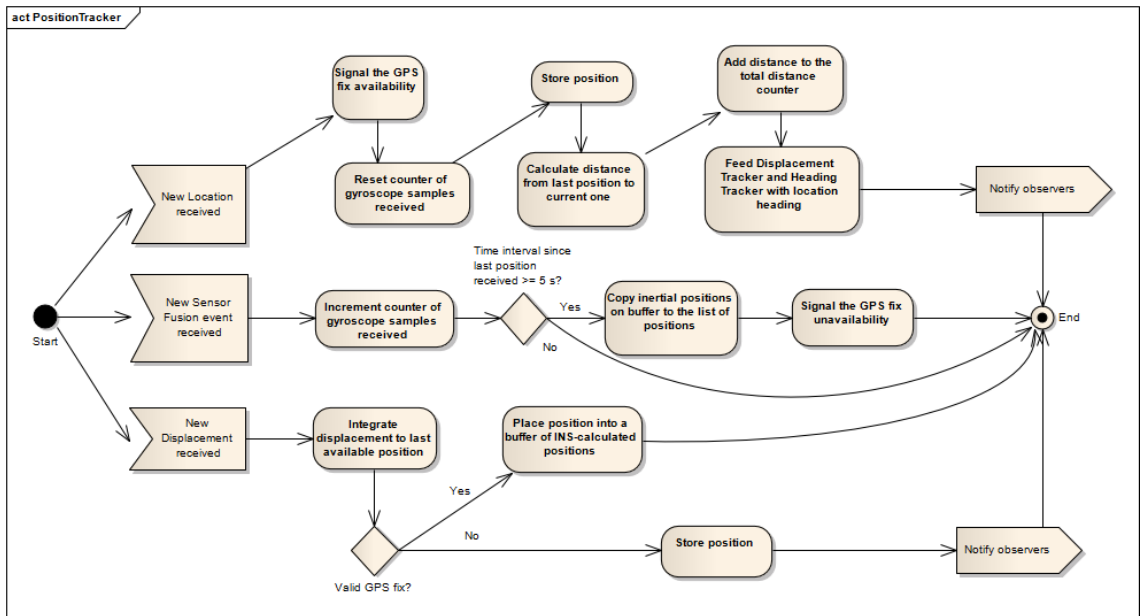 act PositionTracker
Signal the GPS
fix availability
Store position
Add distance to the
total distance
counter
New Location
received
Reset counter of
gyroscope samples
received
Calculate distance
from last position to
current one
Feed Displacement
Tracker and Heading
Tracker with location
heading
Notify observers
Time interval since
last position
received >= 5 s?
Start
New Sensor
Fusion event
received
Increment counter of
gyroscope samples
received
Yes
No
Copy inertial positions
on buffer to the list of
positions
Signal the GPS fix
unavailability
End
New
Displacement
received
Integrate
displacement to last
available position
Place position into a
buffer of INS-calculated
positions
Yes
No
Valid GPS fix?
Store position
Notify observers